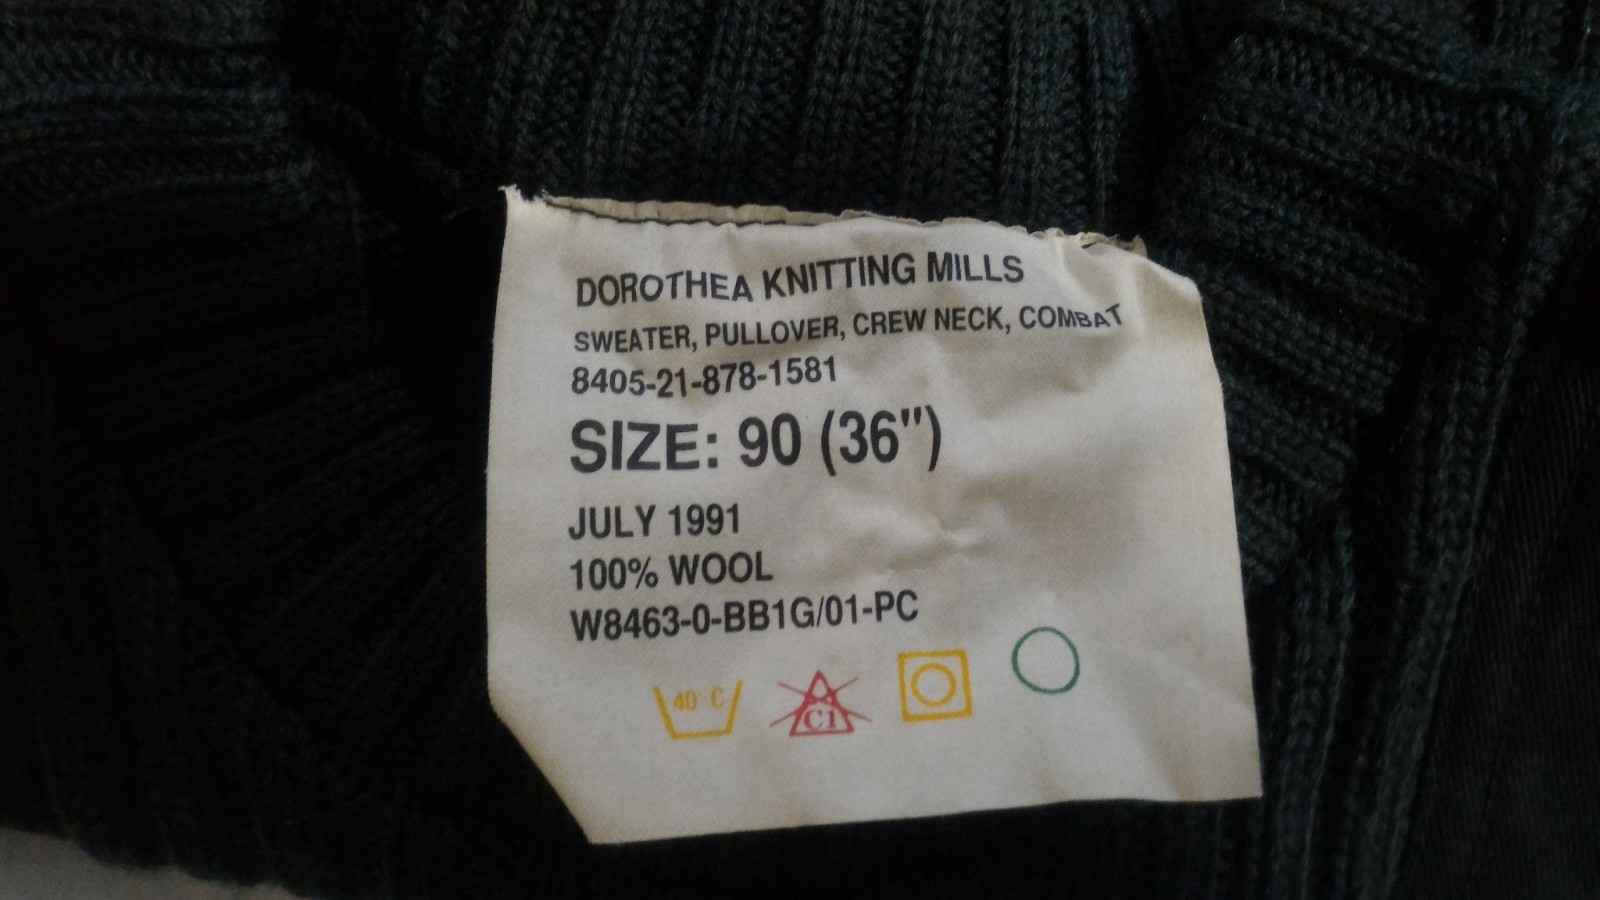 DOROTHEA KNITTING MILLS
SWEATER, PULLOVER, CREW NECK, COMBAT
8405-21-878-1581
SIZE: 90 (36")
JULY 1991
100% WOOL
W8463-0-BB1G/01-PC
40° C
C1